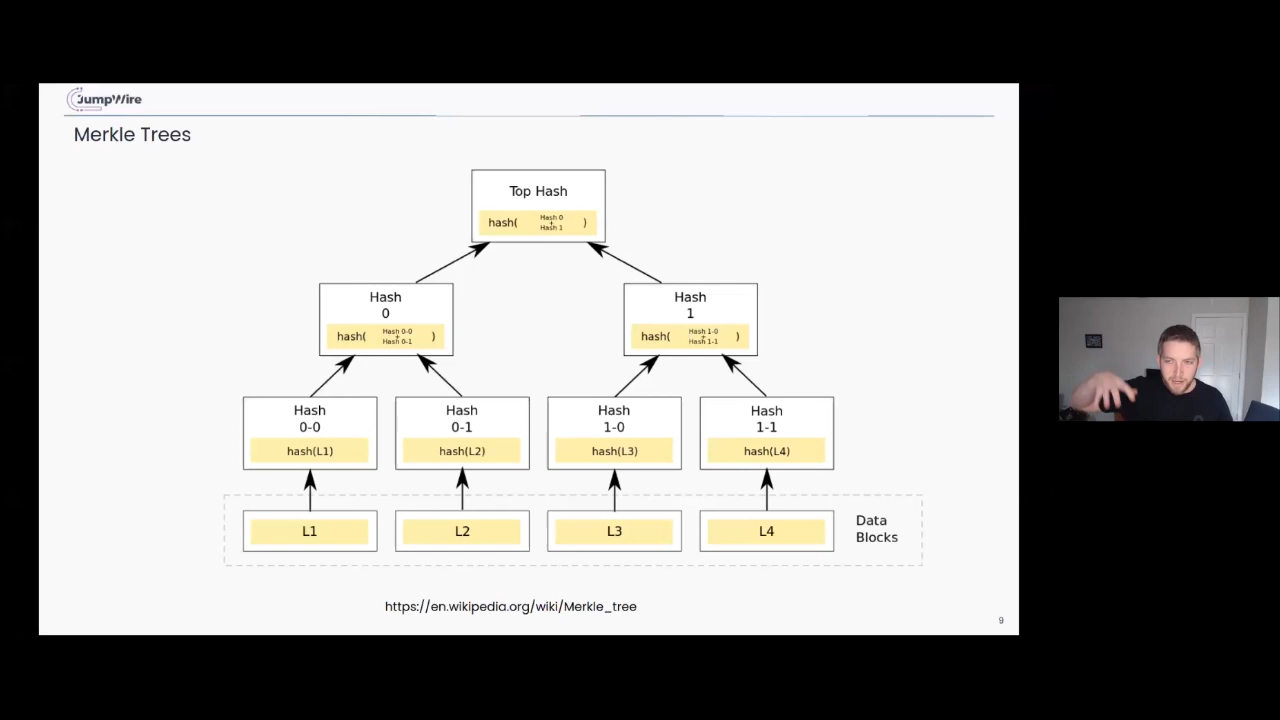 JumpWire
Merkle Trees
Top Hash
hash( Hash 0 + Hash 1 )
Hash
0
hash( Hash 0-0 + Hash 0-1 )
Hash
1
hash( Hash 1-0 + Hash 1-1 )
Hash
0-0
hash(L1)
Hash
0-1
hash(L2)
Hash
1-0
hash(L3)
Hash
1-1
hash(L4)
L1
L2
L3
L4
Data
Blocks
https://en.wikipedia.org/wiki/Merkle_tree
9